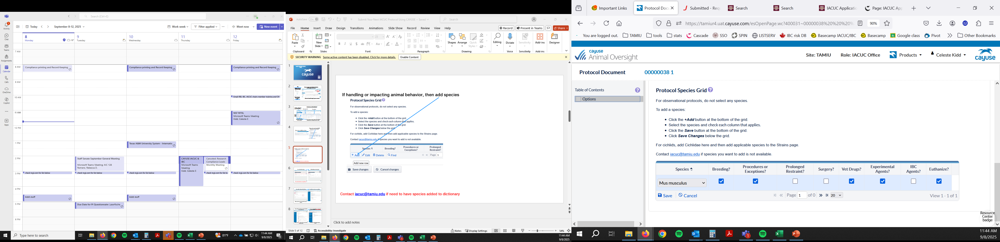 Search (Ctrl+E)
CK
Activity
Chat
Teams
Assignments
Calendar
Calls
OneDrive
Copilot
Apps
Today
September 8–12, 2025
Work week
Filter applied
Meet now
New event
8
Monday
18°
9
Tuesday
10
Wednesday
11
Thursday
12
Friday
7 AM
8 AM
9 AM
10 AM
11 AM
12 PM
1 PM
2 PM
3 PM
4 PM
5 PM
6 PM
Compliance printing and Record Keeping
Compliance printing and Record Keeping
Compliance printing and Record Keeping
Email IRB, IBC, IACUC chairs member training and OH
NSF RITEL
Microsoft Teams Meeting
Kidd, Celeste E
Texas A&M University System - Internatio
Staff Senate September General Meeting
Microsoft Teams Meeting; AIC 128
Romero, Rebecca D.
CAYUSE IACUC &
IBC
Microsoft Teams
Meeting
Kidd, Celeste E
Canceled: Research
Compliance Leads
Monthly Meeting
check tcgi.com for list below
check tcgi.com for list below
check tcgi.com for list below
check tcgi.com for list be
check tcgi.com for list below
kidd stuff
kidd stuff
Due Date for PI Questionnaire Laserfische
Type here to search
81°F
11:44 AM
9/8/2025
6
AutoSave
On
Submit Your Next IACUC Protocol Using CAYUSE • Saved
Search
File
Home
Insert
Draw
Design
Transitions
Animations
Slide Show
Record
Review
View
Help
Record
Present in Teams
Share
Paste
New
Slide
23
Shapes
Arrange
Quick
Styles
Editing
Dictate
Sensitivity
Add-ins
Designer
Clipboard
Slides
Font
Paragraph
Drawing
Voice
Sensitivity
Add-ins
SECURITY WARNING Some active content has been disabled. Click for more details.
Enable Content
1
cayuse
2
3
4
5
6
7
8
If handling or impacting animal behavior, then add species
Protocol Species Grid
For observational protocols, do not select any species.
To add a species:
• Click the +Add button at the bottom of the grid.
• Select the species and check each column that applies.
• Click the Save button at the bottom of the grid.
• Click Save Changes below the grid.
For cichlids, add Cichlidae here and then add applicable species to the Strains page.
Contact iacuc@tamiu.edu if species you want to add is not available.
Species
Breeding?
Procedures or
Exceptions?
Prolonged
Restraint?
+ Add
Edit
Delete
Find
Page 1
Add new row
Save changes
Cancel changes
Contact iacuc@tamiu.edu if need to have species added to dictionary
Click to add notes
Slide 5 of 12
Accessibility: Investigate
Notes
Display Settings
54%
11:44 AM
9/8/2025
Important Links
Protocol Docu
Submitted - Req
Search
Search
IACUC Applicatio
Page: IACUC App
https://tamiur4.uat.cayuse.com/esOpenPage.wc?400031~00000038%20%20%20%
90%
You are logged out.
TAMIU
tools
stats
Cascade
SSO
SPIN
LISTSERV
IBC risk DB
Basecamp IACUC/IBC
Basecamp
Google class
Pivot
Other Bookmarks
cayuse
Animal Oversight
Site: TAMIU
Role: IACUC Office
Products
Celeste Kidd
cayuse
Protocol Document
00000038 1
Table of Contents
Options
Protocol Species Grid
For observational protocols, do not select any species.
To add a species:
• Click the +Add button at the bottom of the grid.
• Select the species and check each column that applies.
• Click the Save button at the bottom of the grid.
• Click Save Changes below the grid.
For cichlids, add Cichlidae here and then add applicable species to the Strains page.
Contact iacuc@tamiu.edu if species you want to add is not available.
Species
Breeding?
Procedures or
Exceptions?
Prolonged
Restraint?
Surgery?
Vet Drugs?
Experimental
Agents?
IBC
Agents?
Euthanize?
Mus musculus
Save
Cancel
Page 1 of 0
20
View 1 - 1 of 1
Resource
Center
badge
11:44 AM
9/8/2025